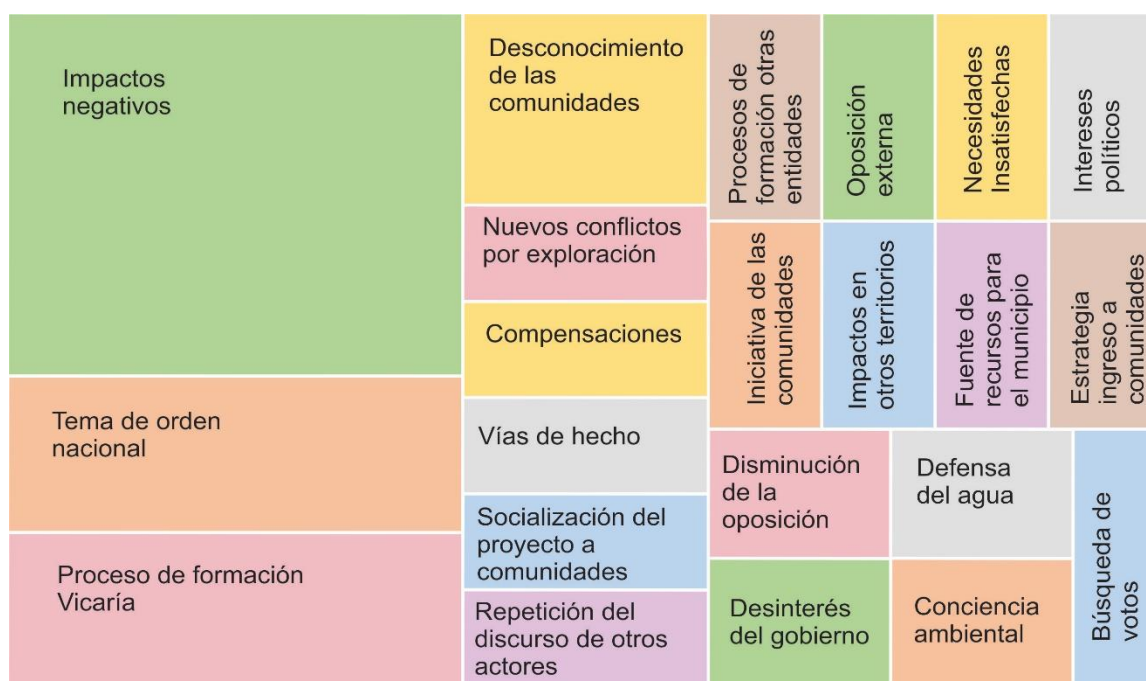 Impactos
negativos
Tema de orden
nacional
Proceso de formación
Vicaría
Desconocimiento
de las
comunidades
Nuevos conflictos
por exploración
Compensaciones
Vías de hecho
Socialización del
proyecto a
comunidades
Repetición del
discurso de otros
actores
Procesos de
formación otras
entidades
Oposición
externa
Necesidades
Insatisfechas
Intereses
políticos
Iniciativa de las
comunidades
Impactos en
otros territorios
Fuente de
recursos para
el municipio
Estrategia
ingreso a
comunidades
Disminución
de la
oposición
Defensa
del agua
Desinterés
del gobierno
Conciencia
ambiental
Búsqueda de
votos